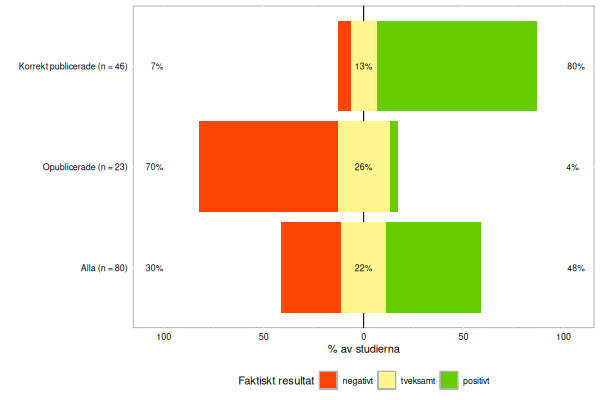 Korrekt publicerade (n = 46) 7% 13% 80%
Opublicerade (n = 23) 70% 26% 4%
Alla (n = 80) 30% 22% 48%
100 50 0 50 100
% av studierna
Faktiskt resultat negativt tveksamt positivt